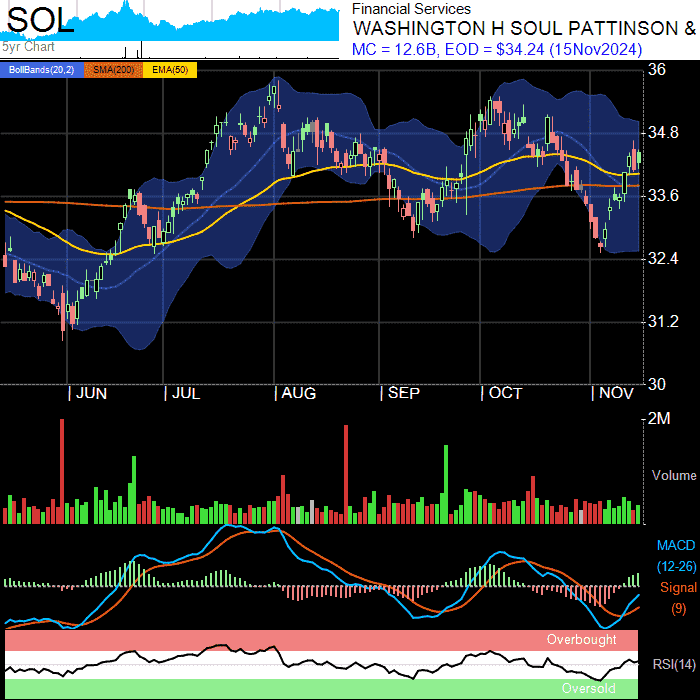 SOL
5yr Chart
Financial Services
WASHINGTON H SOUL PATTINSON &
MC = 12.6B, EOD = $34.24 (15Nov2024)
BollBands(20,2) SMA(200) EMA(50)
36
34.8
33.6
32.4
31.2
30
JUN JUL AUG SEP OCT NOV
2M
Volume
MACD
(12-26)
Signal
(9)
Overbought
RSI(14)
Oversold